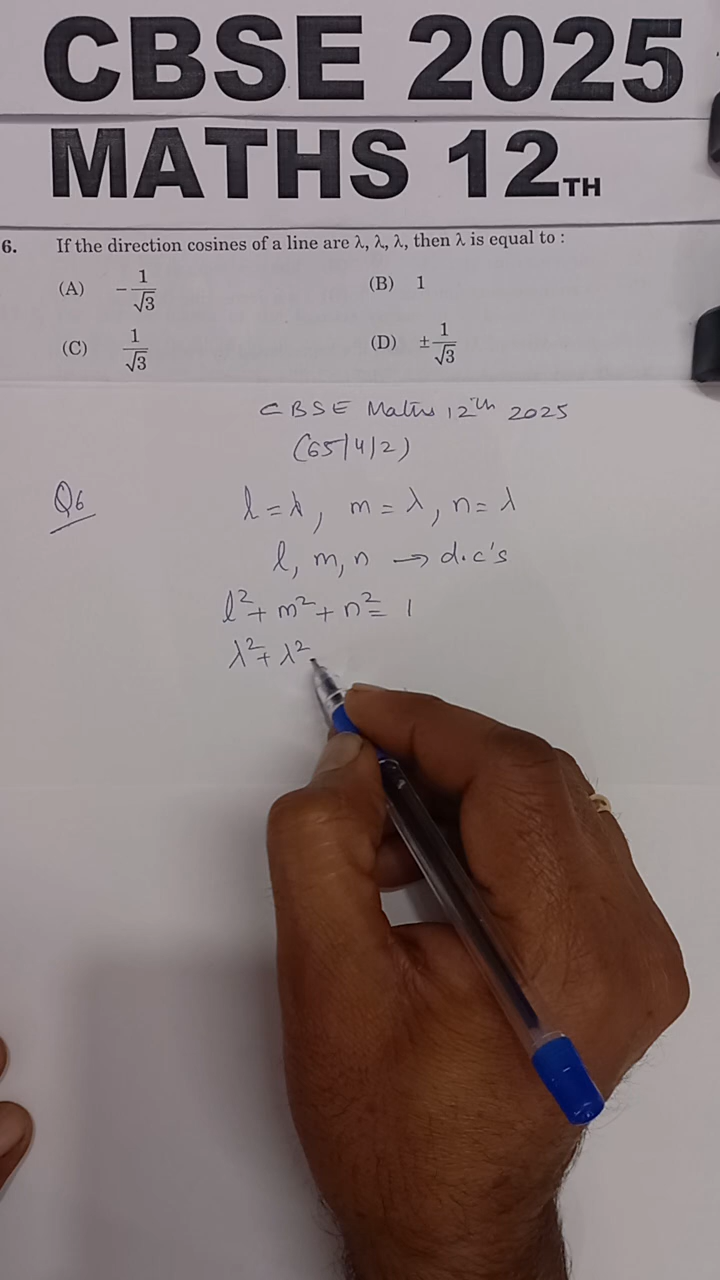 CBSE 2025
MATHS 12TH
6. If the direction cosines of a line are λ, λ, λ, then λ is equal to :
(A) -1/√3 (B) 1
(C) 1/√3 (D) ±1/√3
CBSE Maths 12th 2025
(65/4/2)
Q6 l = λ, m = λ, n = λ
l, m, n → d.c's
l² + m² + n² = 1
λ² + λ²